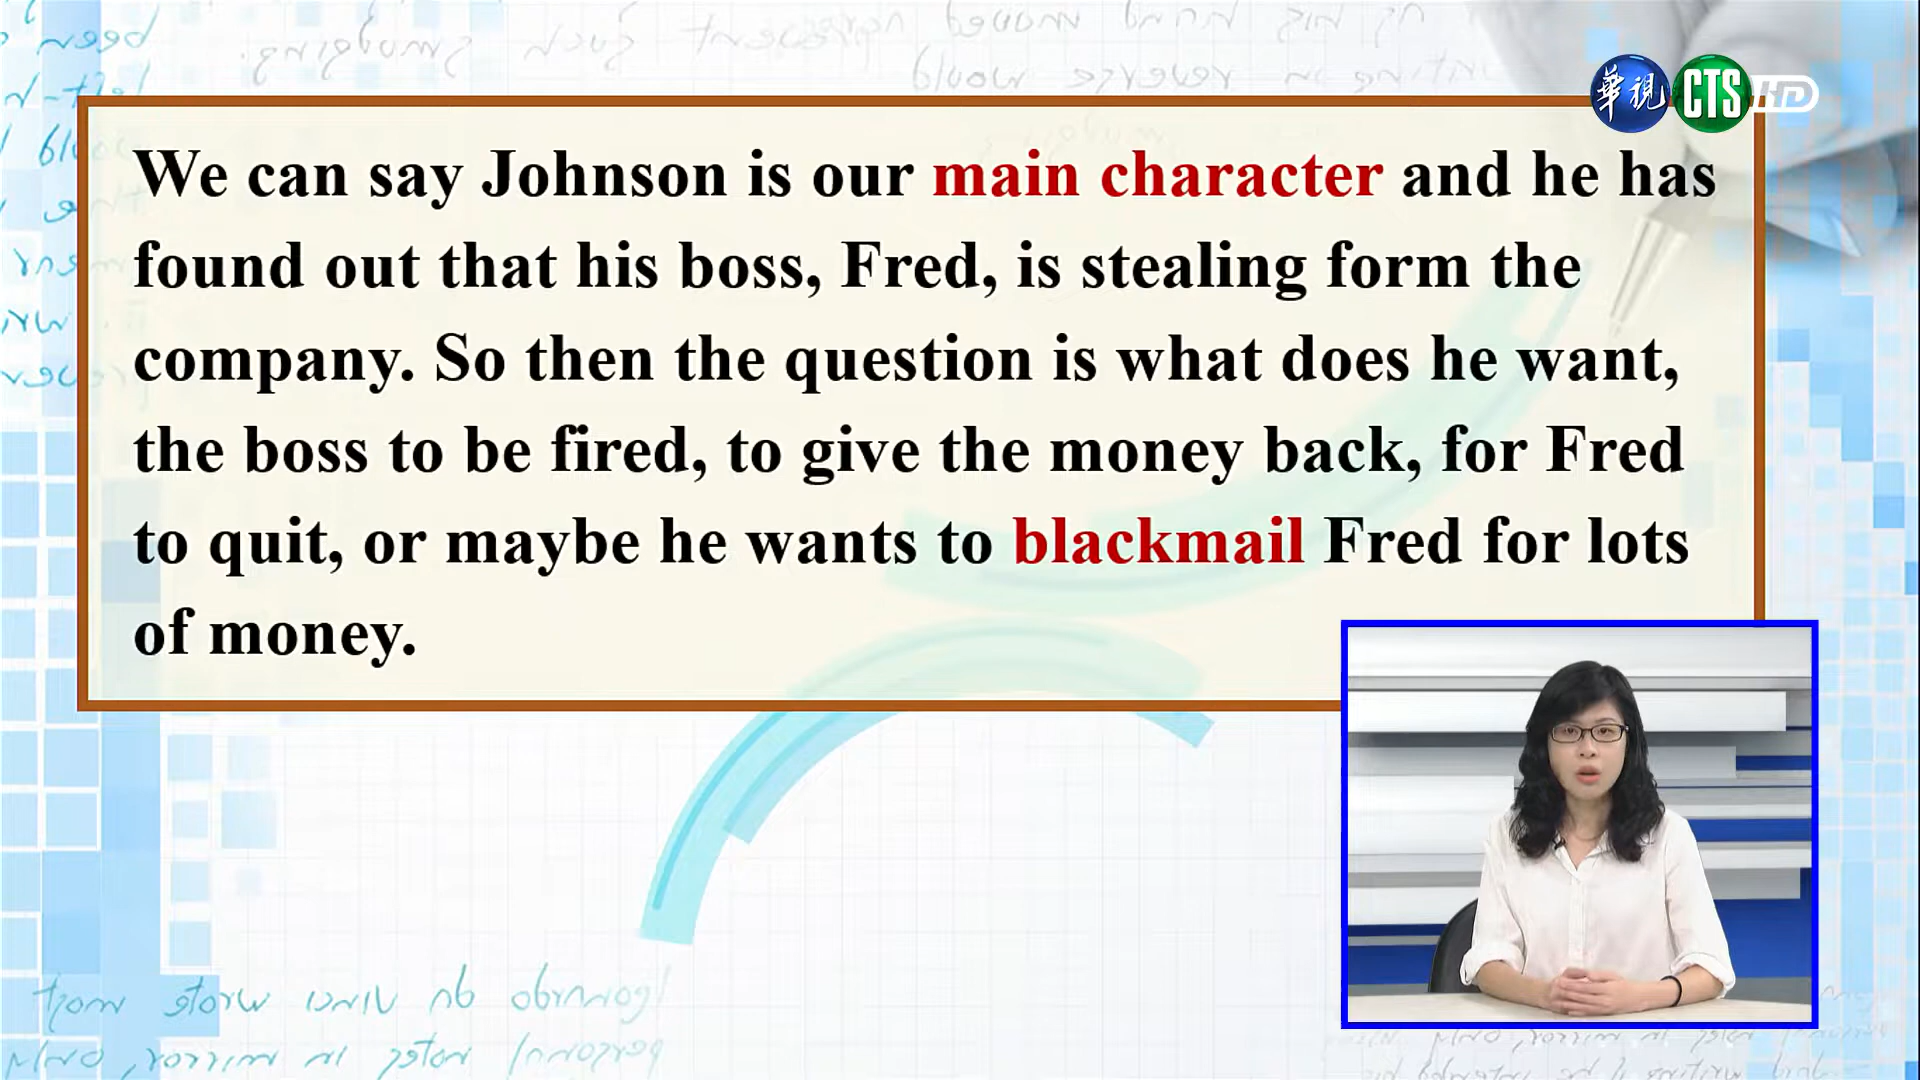 華視 CTS HD
We can say Johnson is our main character and he has
found out that his boss, Fred, is stealing form the
company. So then the question is what does he want,
the boss to be fired, to give the money back, for Fred
to quit, or maybe he wants to blackmail Fred for lots
of money.